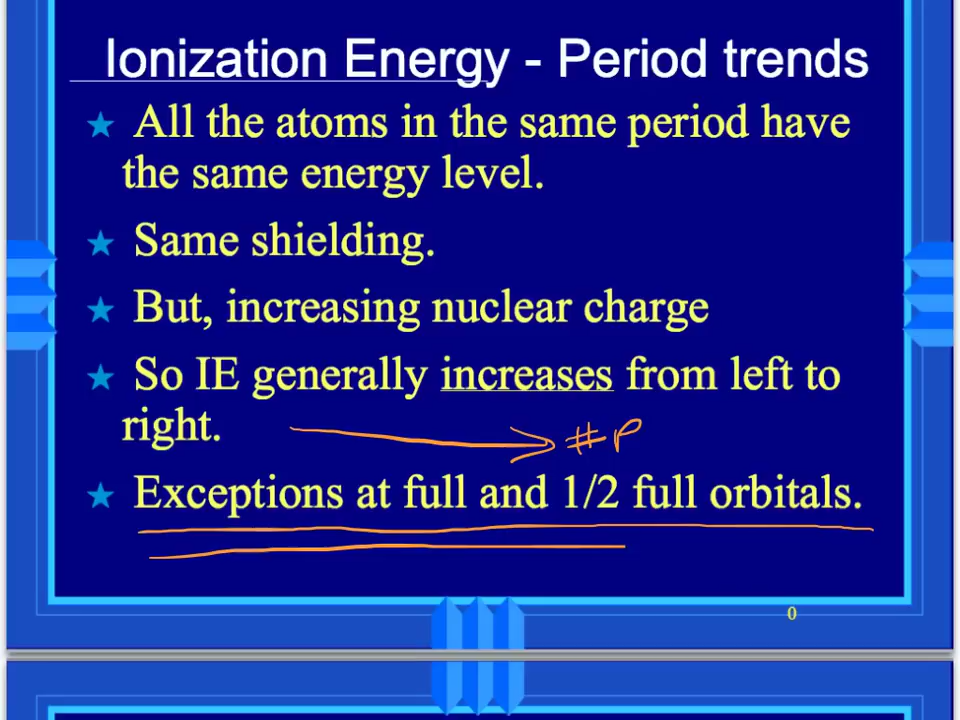 Ionization Energy - Period trends
All the atoms in the same period have
the same energy level.
Same shielding.
But, increasing nuclear charge
So IE generally increases from left to
right.
#P
Exceptions at full and 1/2 full orbitals.
0